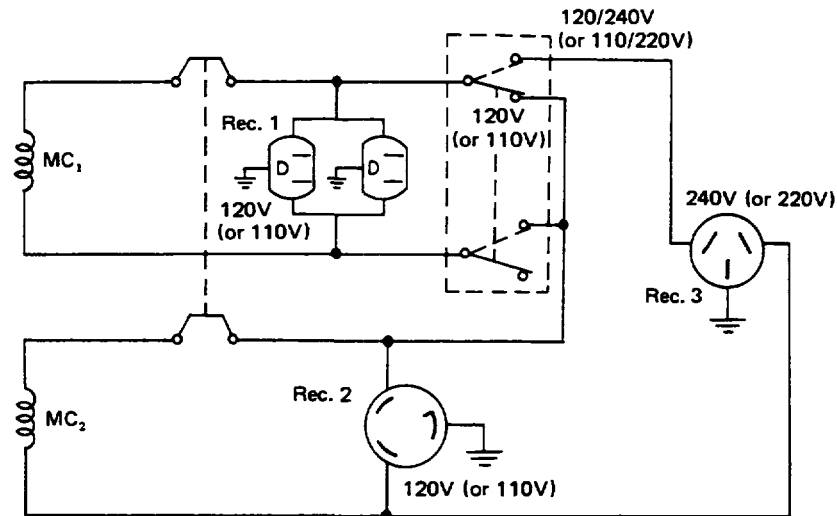 120/240V
(or 110/220V)
Rec. 1
120V
(or 110V)
MC₁
D
D
120V
(or 110V)
240V (or 220V)
Rec. 3
Rec. 2
MC₂
120V (or 110V)